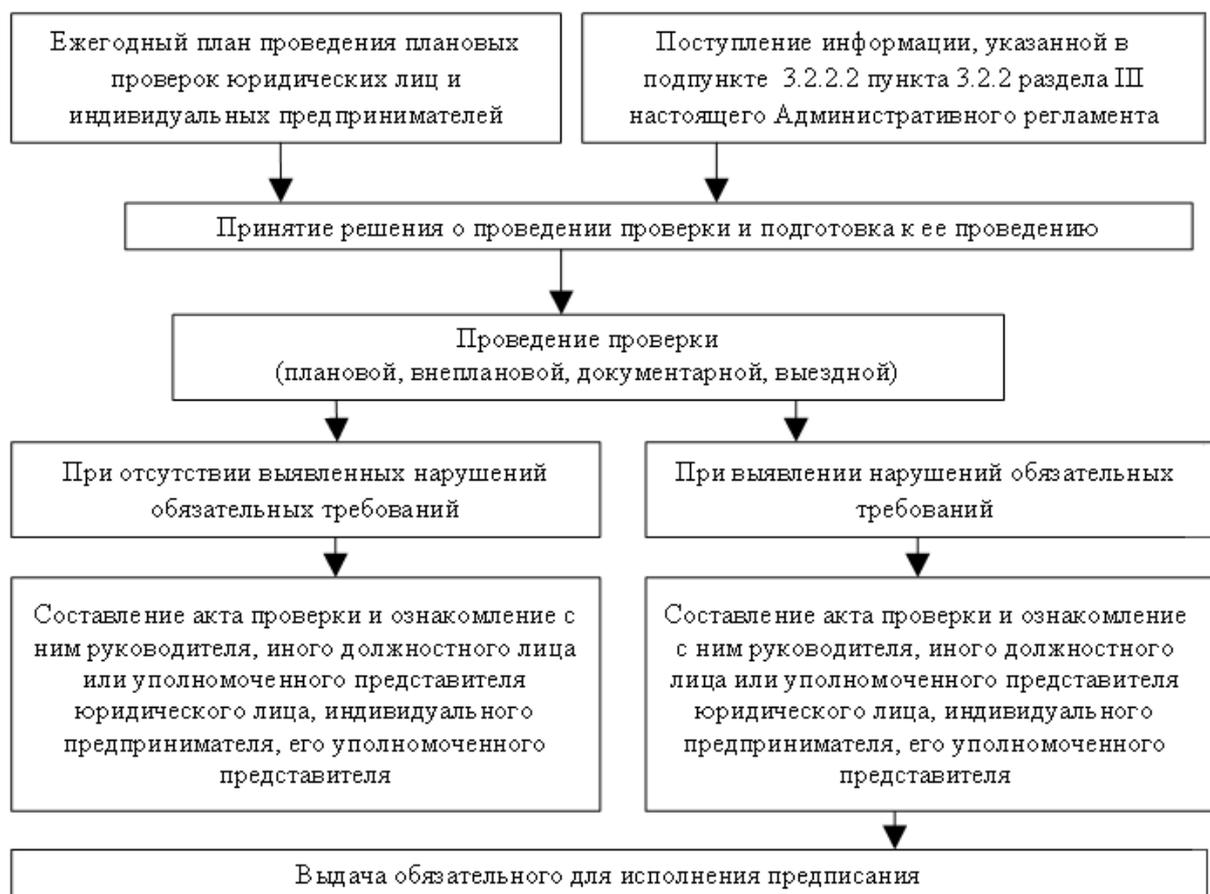 Ежегодный план проведения плановых
проверок юридических лиц и
индивидуальных предпринимателей
Поступление информации, указанной в
подпункте 3.2.2.2 пункта 3.2.2 раздела III
настоящего Административного регламента
Принятие решения о проведении проверки и подготовка к ее проведению
Проведение проверки
(плановой, внеплановой, документарной, выездной)
При отсутствии выявленных нарушений
обязательных требований
При выявлении нарушений обязательных
требований
Составление акта проверки и ознакомление с
ним руководителя, иного должностного лица
или уполномоченного представителя
юридического лица, индивидуального
предпринимателя, его уполномоченного
представителя
Составление акта проверки и ознакомление
с ним руководителя, иного должностного
лица или уполномоченного представителя
юридического лица, индивидуального
предпринимателя, его уполномоченного
представителя
Выдача обязательного для исполнения предписания